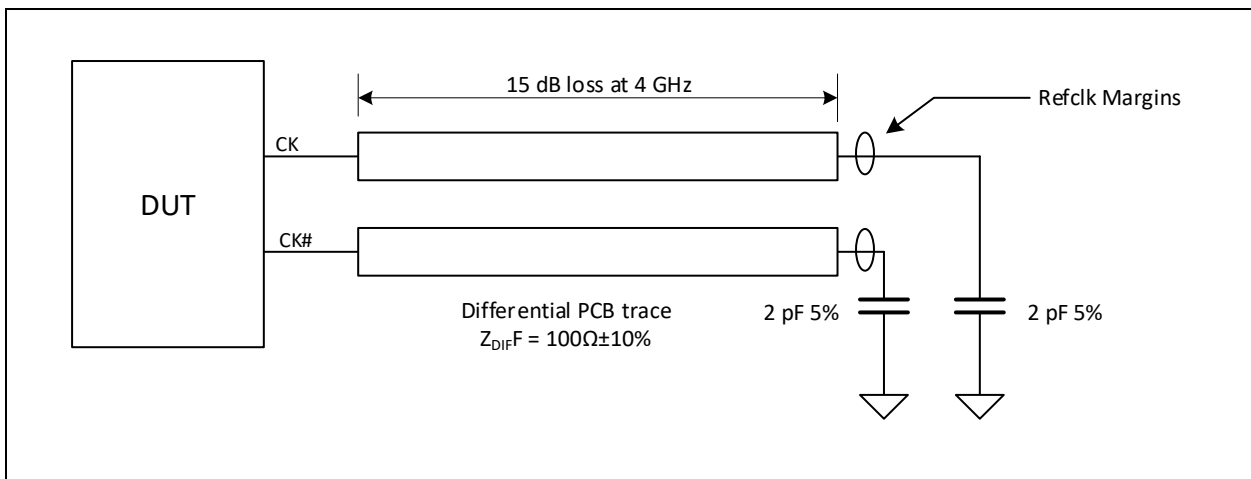 15 dB loss at 4 GHz
Refclk Margins
CK
DUT
CK#
Differential PCB trace
Z_DIFF = 100Ω±10%
2 pF 5%
2 pF 5%